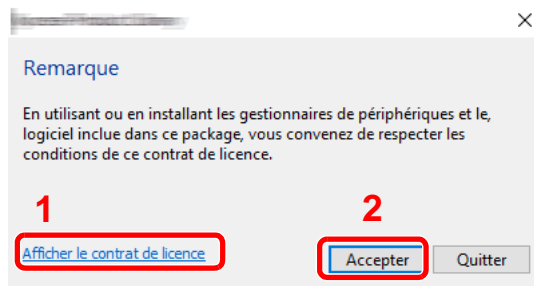 Remarque
En utilisant ou en installant les gestionnaires de périphériques et le,
logiciel inclue dans ce package, vous convenez de respecter les
conditions de ce contrat de licence.
1
2
Afficher le contrat de licence
Accepter
Quitter